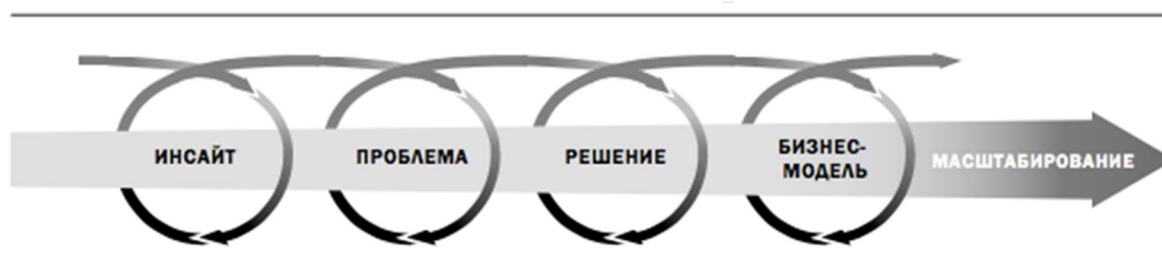 ИНСАЙТ
ПРОБЛЕМА
РЕШЕНИЕ
БИЗНЕС-
МОДЕЛЬ
МАСШТАБИРОВАНИЕ